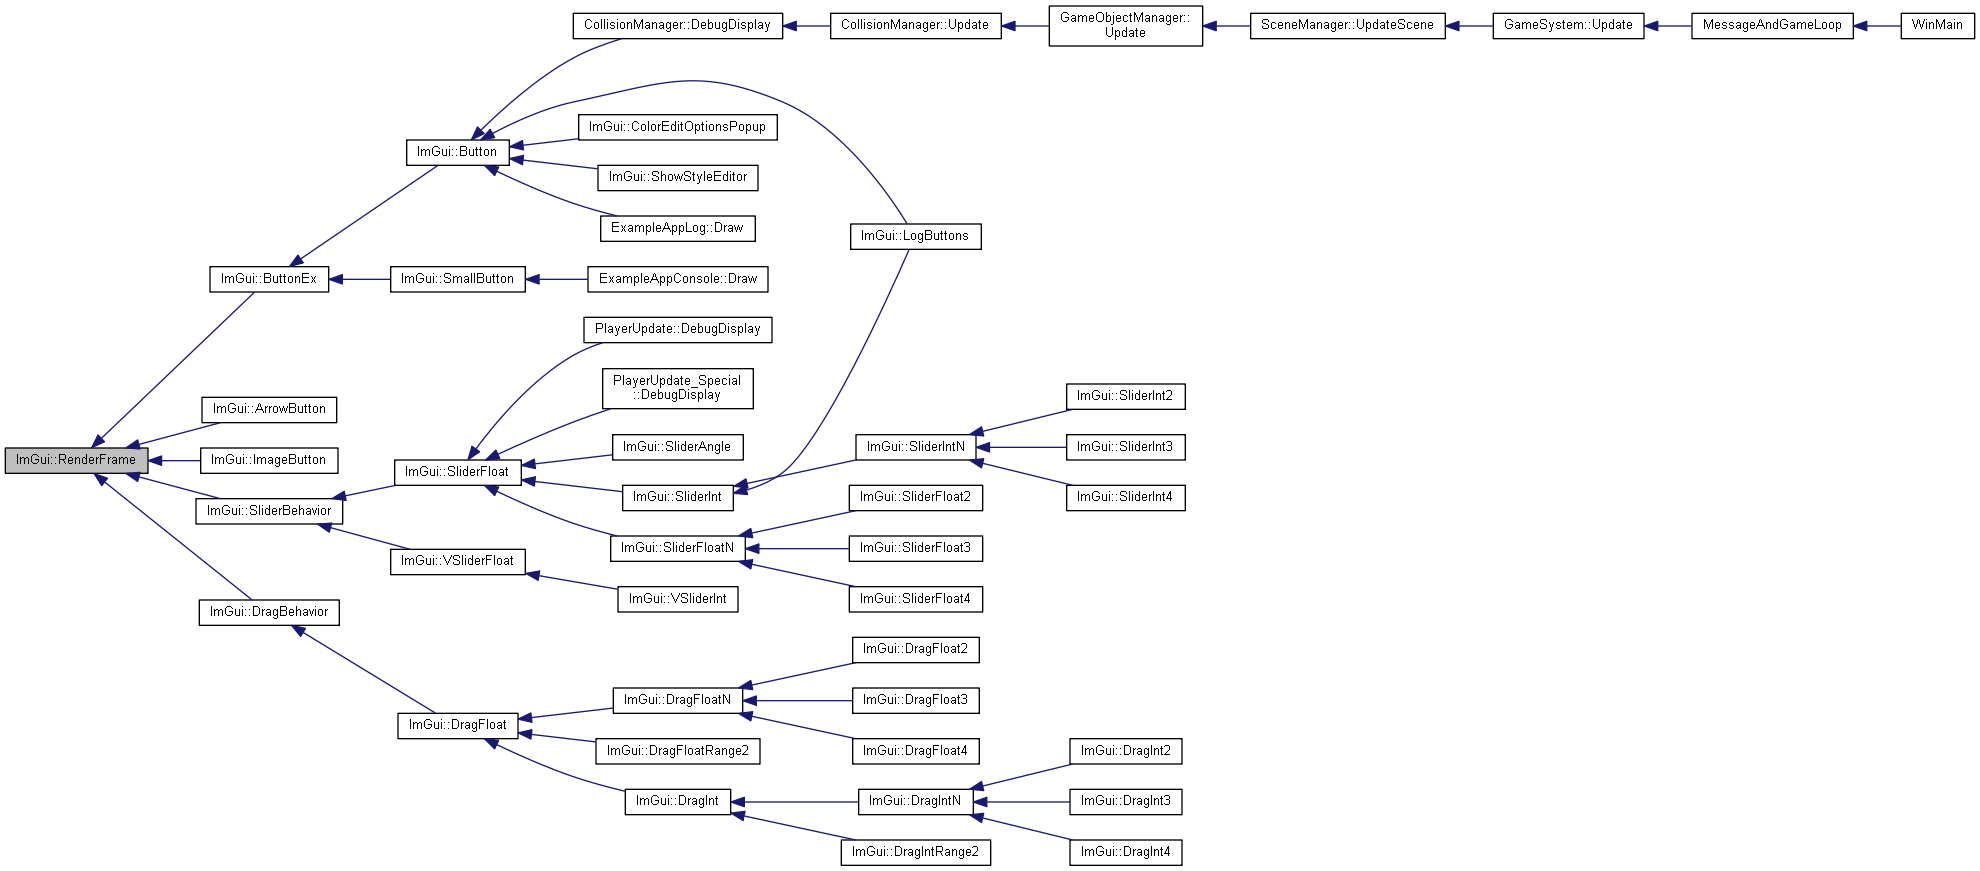 CollisionManager::DebugDisplay
CollisionManager::Update
GameObjectManager::
Update
SceneManager::UpdateScene
GameSystem::Update
MessageAndGameLoop
WinMain
ImGui::ColorEditOptionsPopup
ImGui::Button
ImGui::ShowStyleEditor
ExampleAppLog::Draw
ImGui::LogButtons
ImGui::ButtonEx
ImGui::SmallButton
ExampleAppConsole::Draw
PlayerUpdate::DebugDisplay
PlayerUpdate_Special
::DebugDisplay
ImGui::SliderInt2
ImGui::ArrowButton
ImGui::SliderAngle
ImGui::SliderIntN
ImGui::SliderInt3
ImGui::RenderFrame
ImGui::ImageButton
ImGui::SliderFloat
ImGui::SliderInt
ImGui::SliderFloat2
ImGui::SliderInt4
ImGui::SliderBehavior
ImGui::SliderFloatN
ImGui::SliderFloat3
ImGui::VSliderFloat
ImGui::VSliderInt
ImGui::SliderFloat4
ImGui::DragBehavior
ImGui::DragFloat2
ImGui::DragFloatN
ImGui::DragFloat3
ImGui::DragFloat
ImGui::DragFloatRange2
ImGui::DragFloat4
ImGui::DragInt2
ImGui::DragInt
ImGui::DragIntN
ImGui::DragInt3
ImGui::DragIntRange2
ImGui::DragInt4